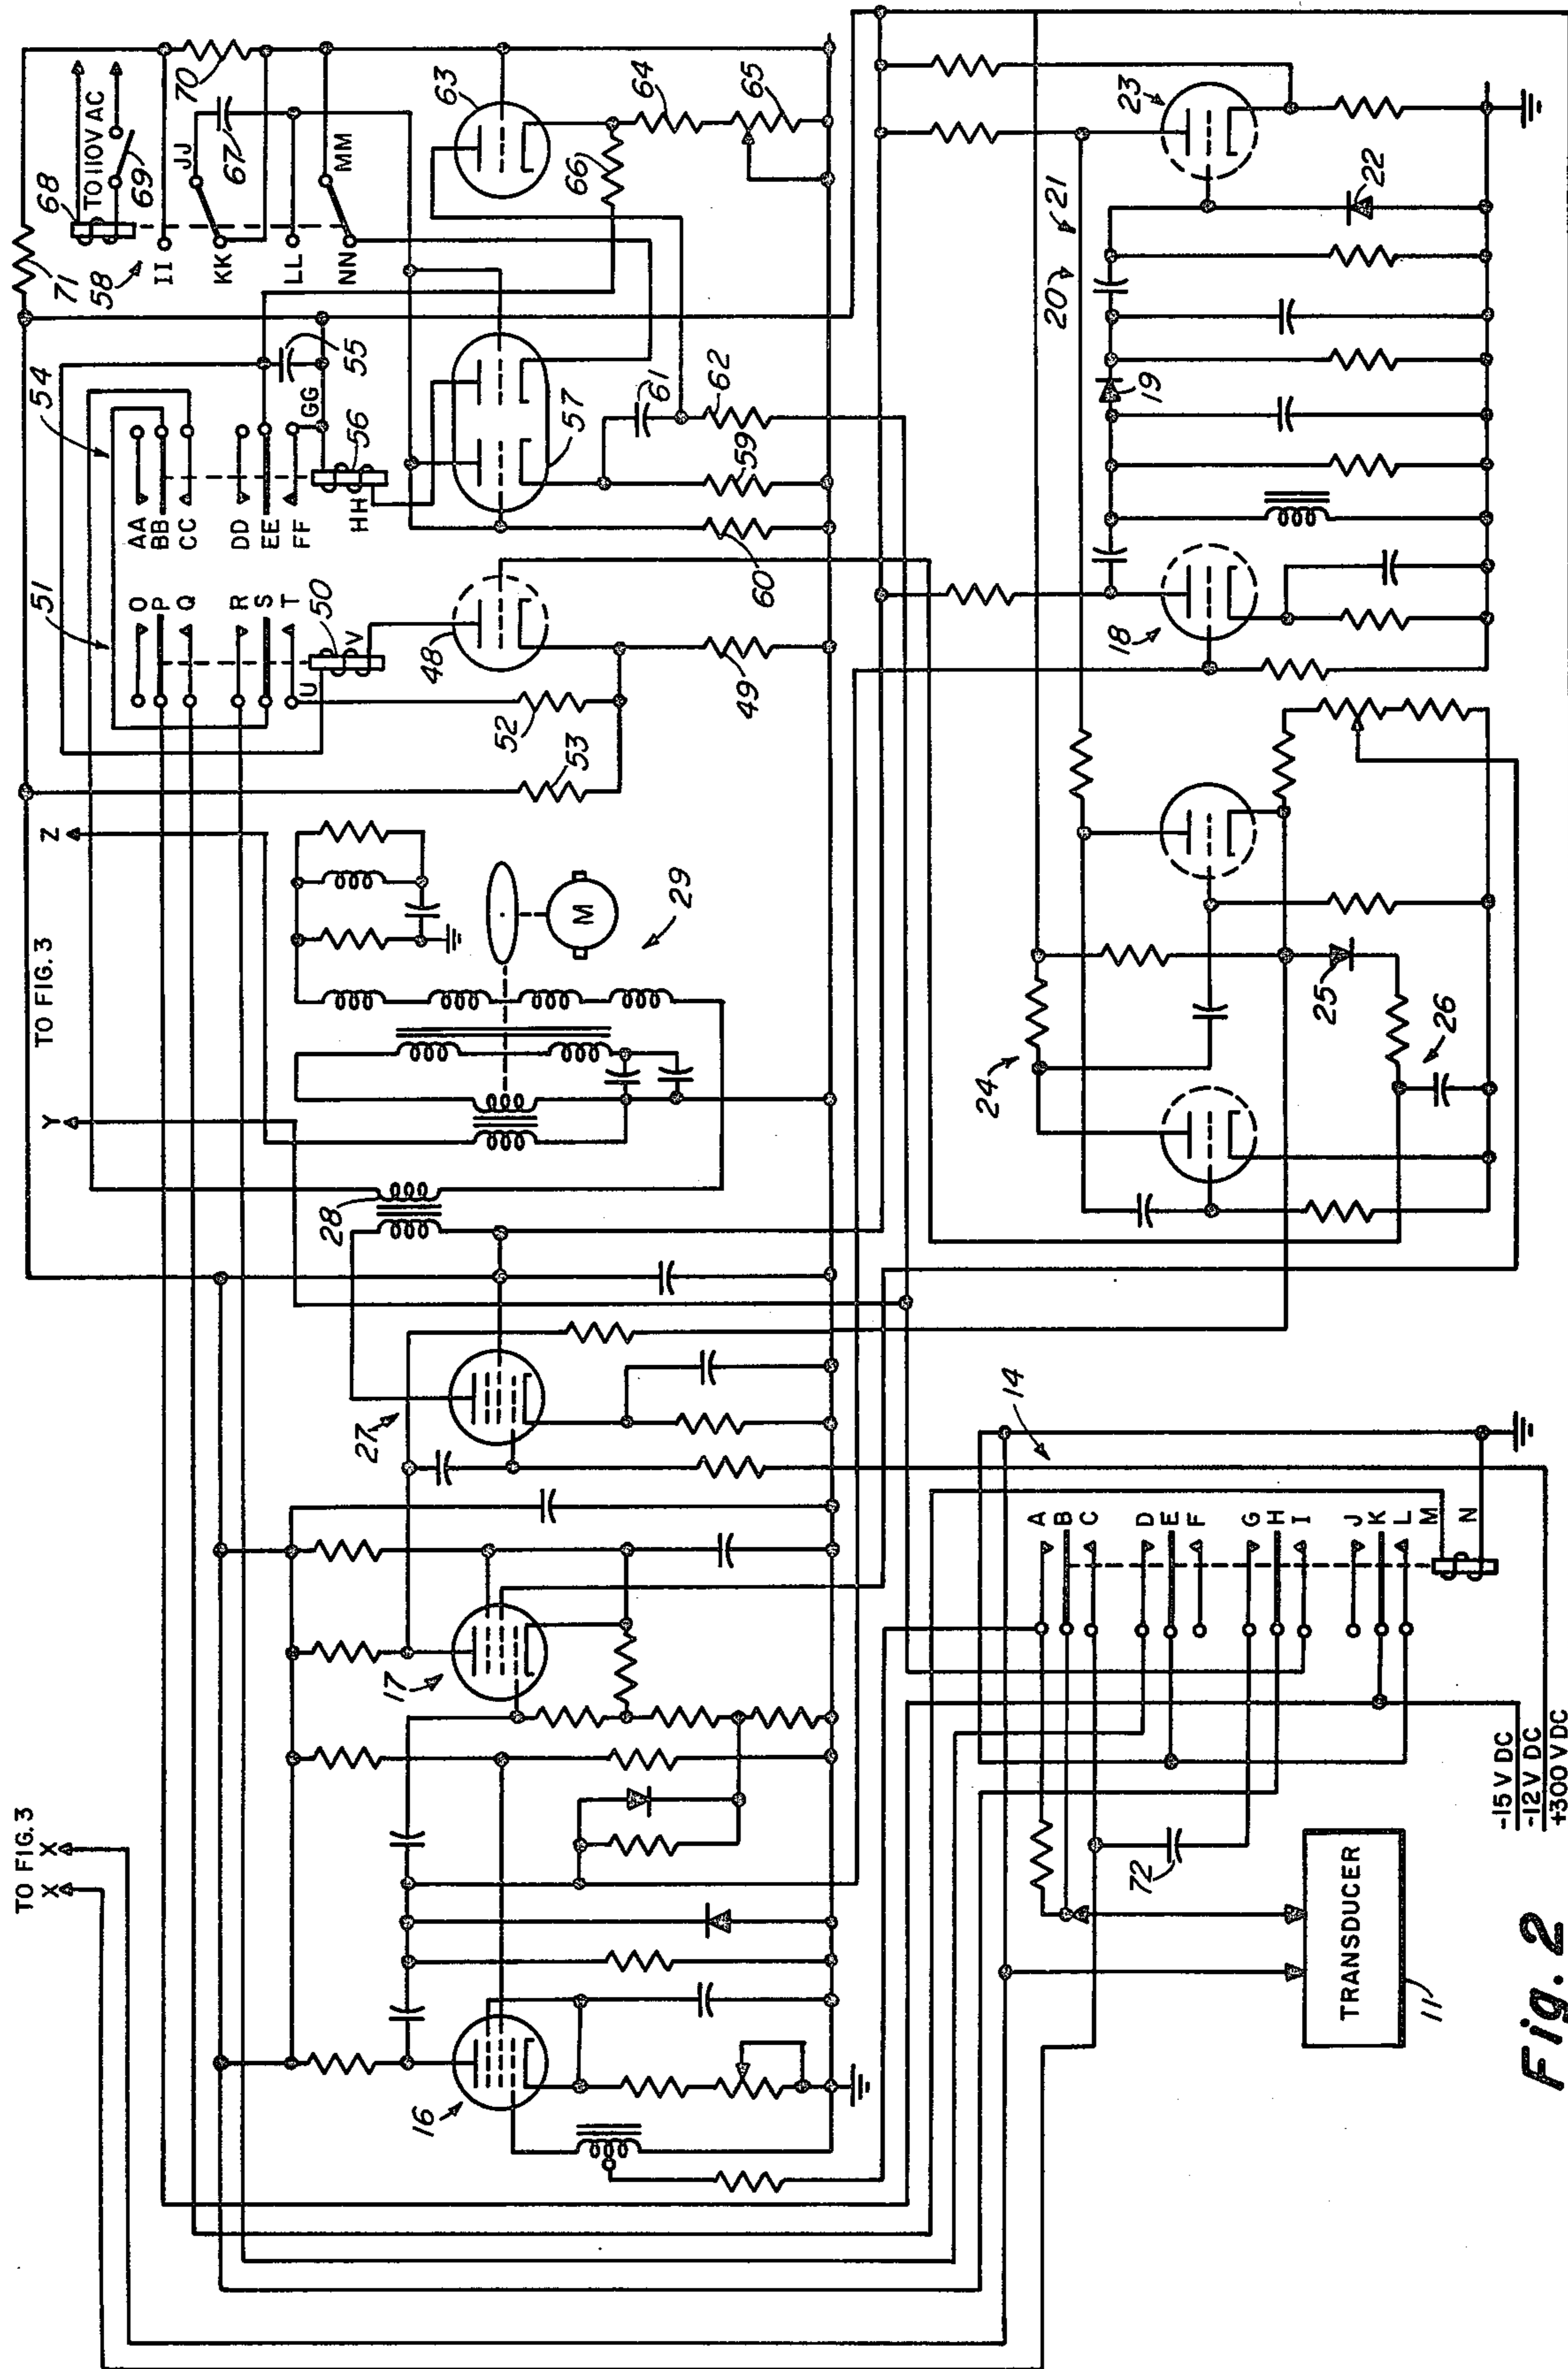 TO FIG. 3
X
X
TO FIG. 3
Y
Z
51
54
71
68
TO 110V AC
69
58
II
JJ
KK
LL
MM
NN
67
70
O
P
Q
R
S
T
U
V
50
AA
BB
CC
DD
EE
FF
GG
HH
55
56
57
63
66
64
65
61
62
59
60
48
49
52
53
16
17
27
28
M
29
18
19
20
21
22
23
24
25
26
14
A
B
C
D
E
F
G
H
I
J
K
L
M
N
72
TRANSDUCER
11
-15 V DC
-12 V DC
+300 V DC
Fig. 2